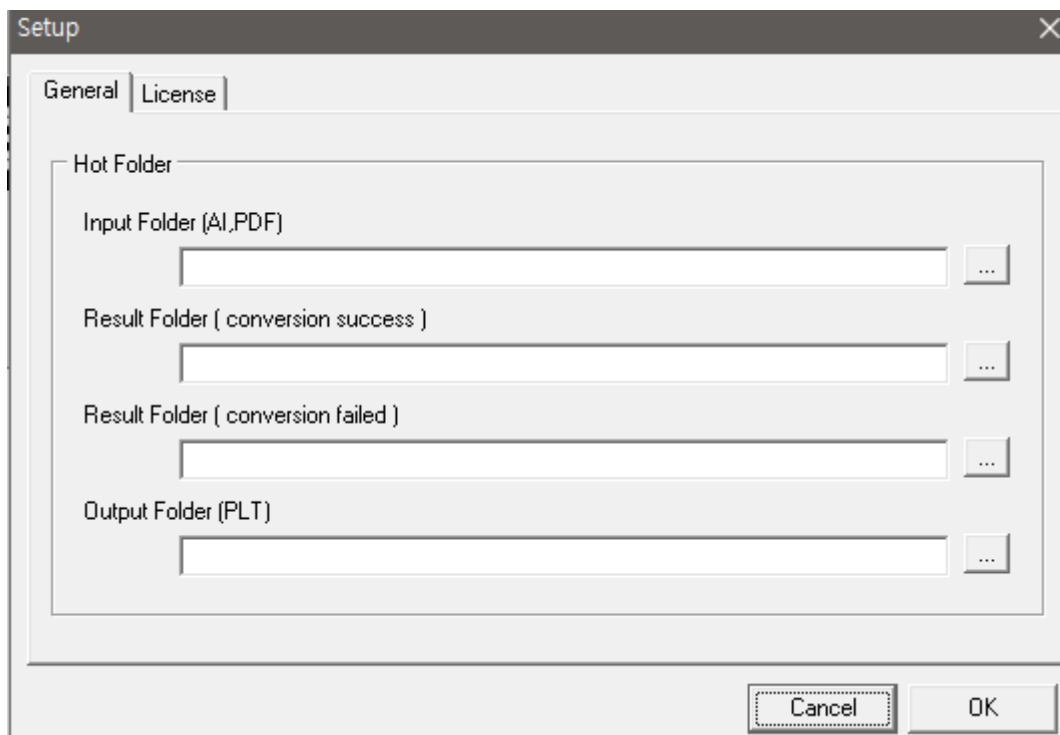 Setup
General
License
Hot Folder
Input Folder (AI,PDF)
...
Result Folder ( conversion success )
...
Result Folder ( conversion failed )
...
Output Folder (PLT)
...
Cancel
OK